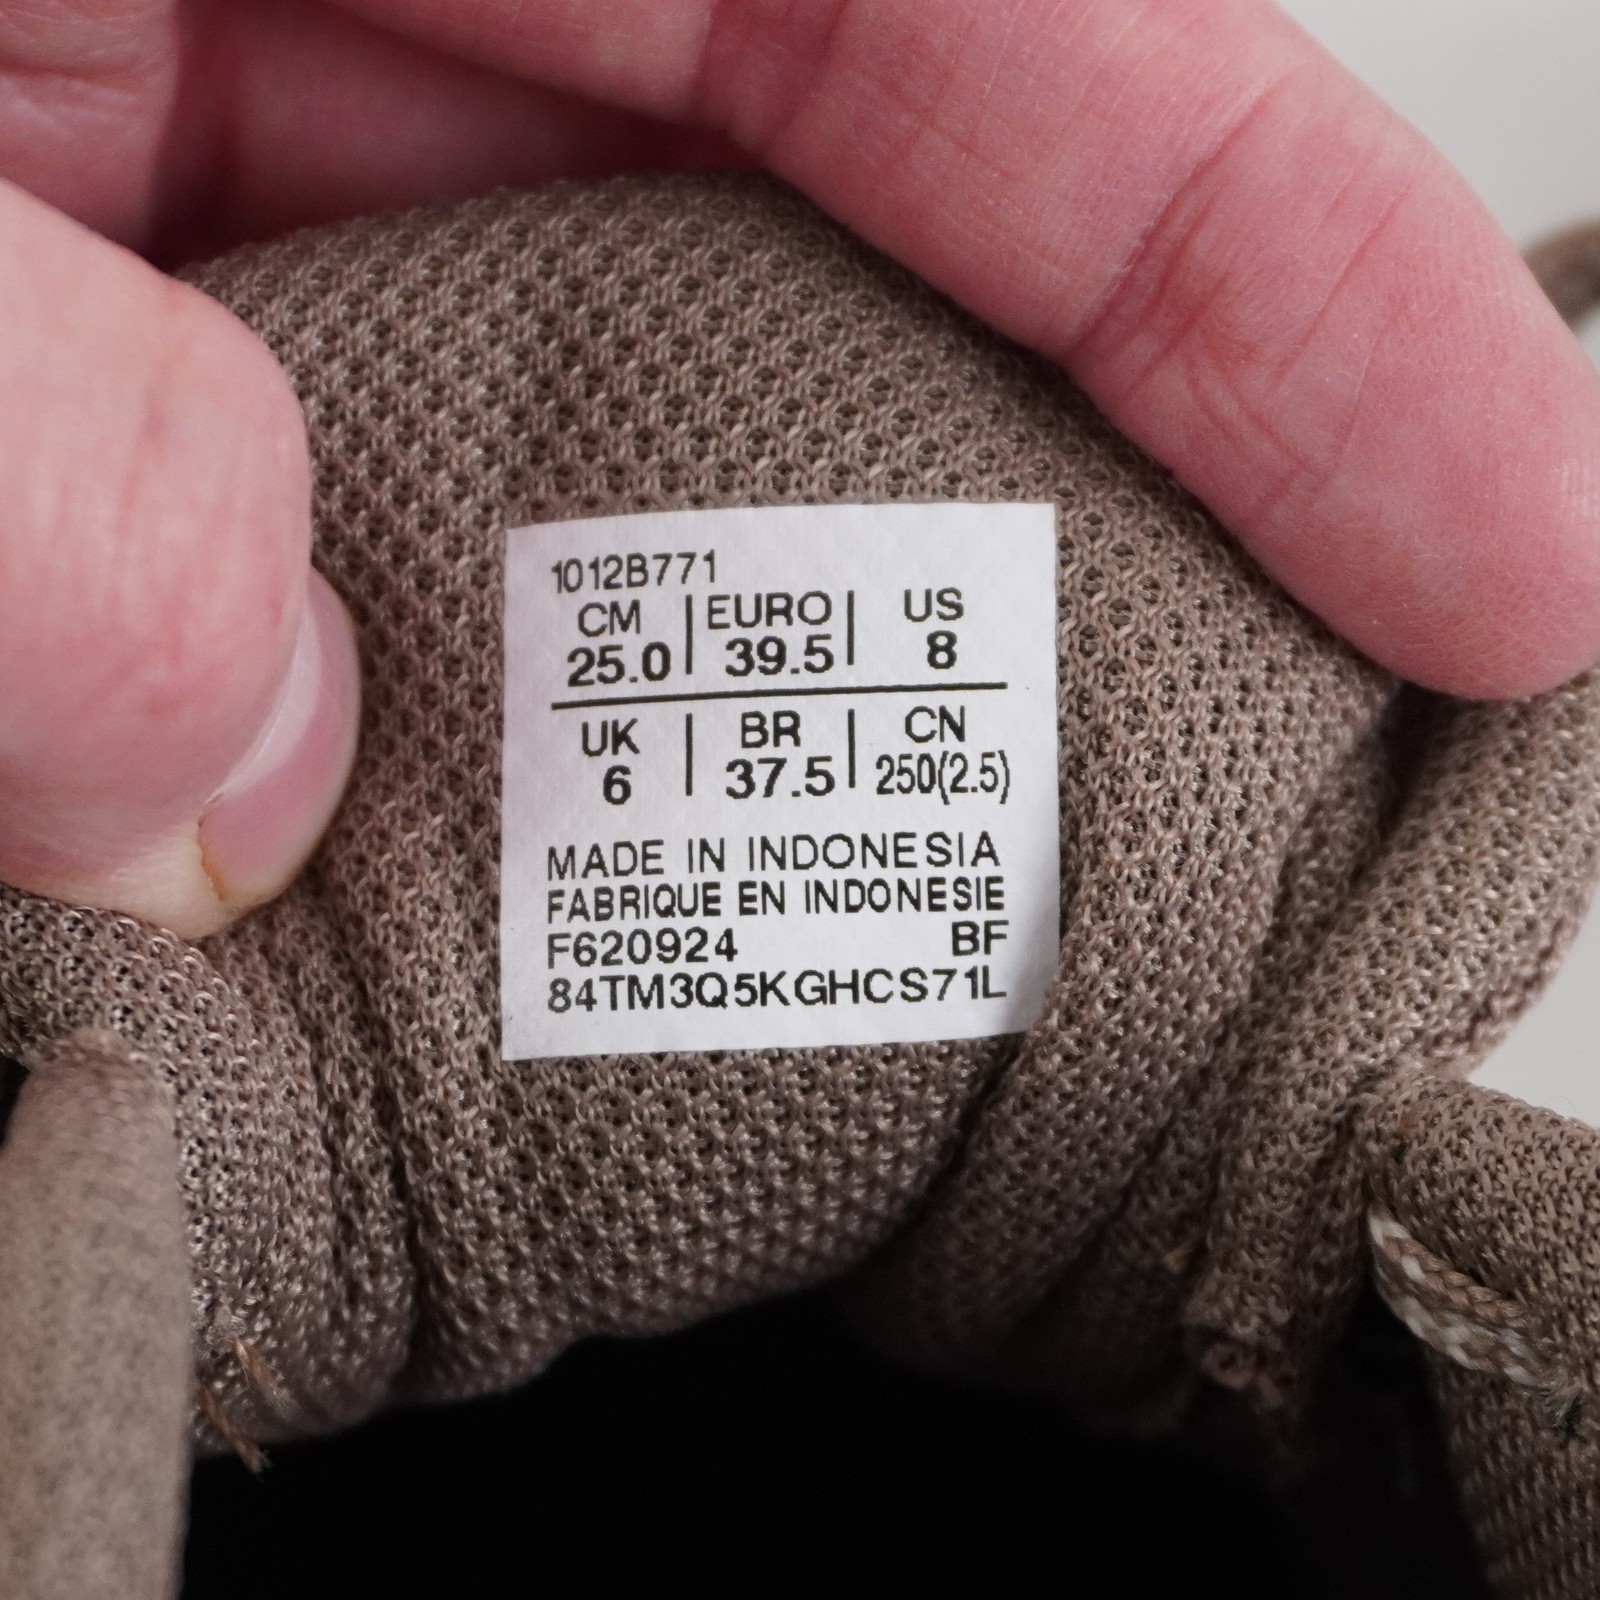 1012B771
CM | EURO | US
25.0 | 39.5 | 8
UK | BR | CN
6 | 37.5 | 250(2.5)
MADE IN INDONESIA
FABRIQUE EN INDONESIE
F620924 BF
84TM3Q5KGHCS71L